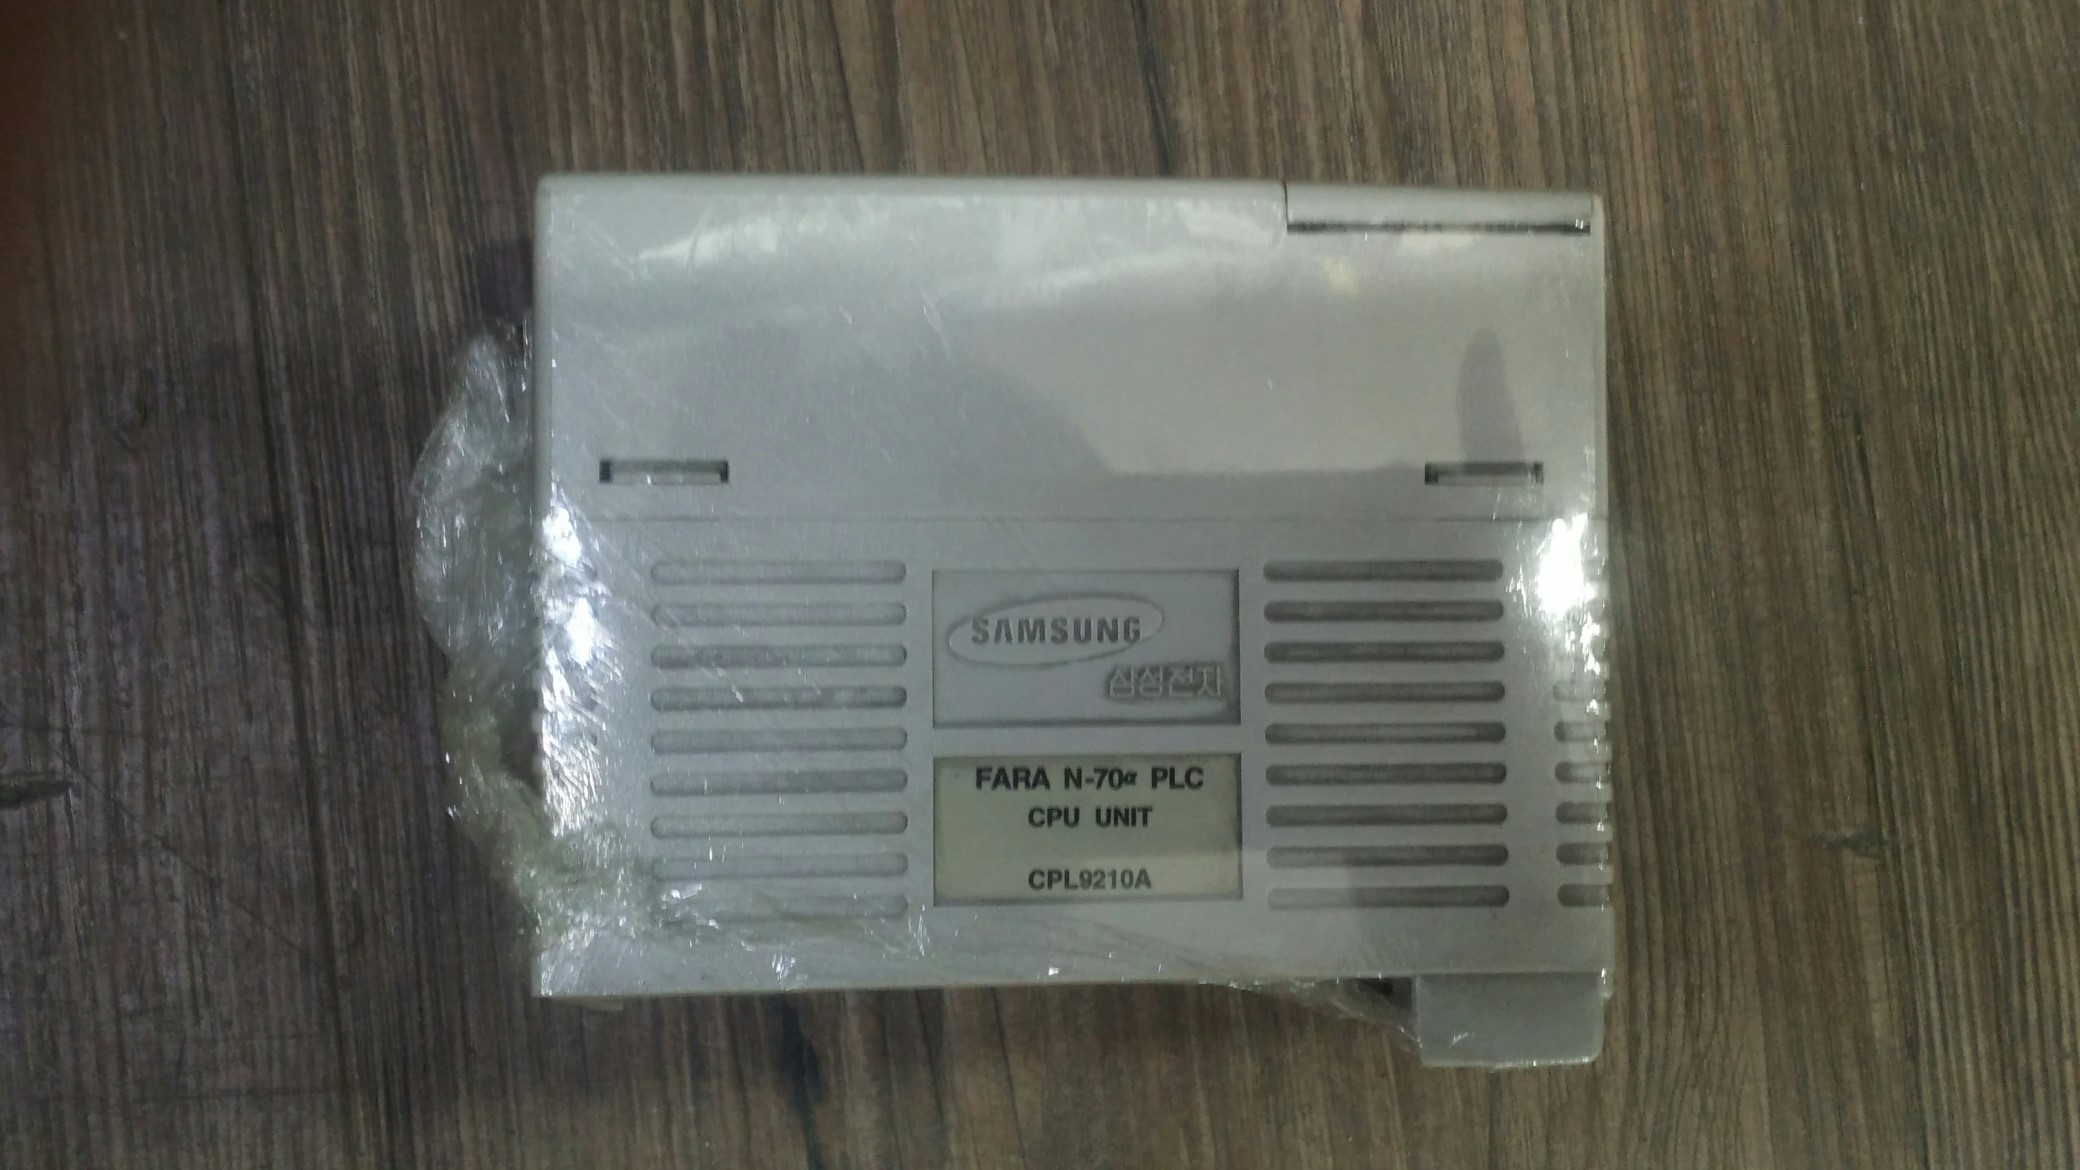 SAMSUNG
삼성전자
FARA N-70α PLC
CPU UNIT
CPL9210A